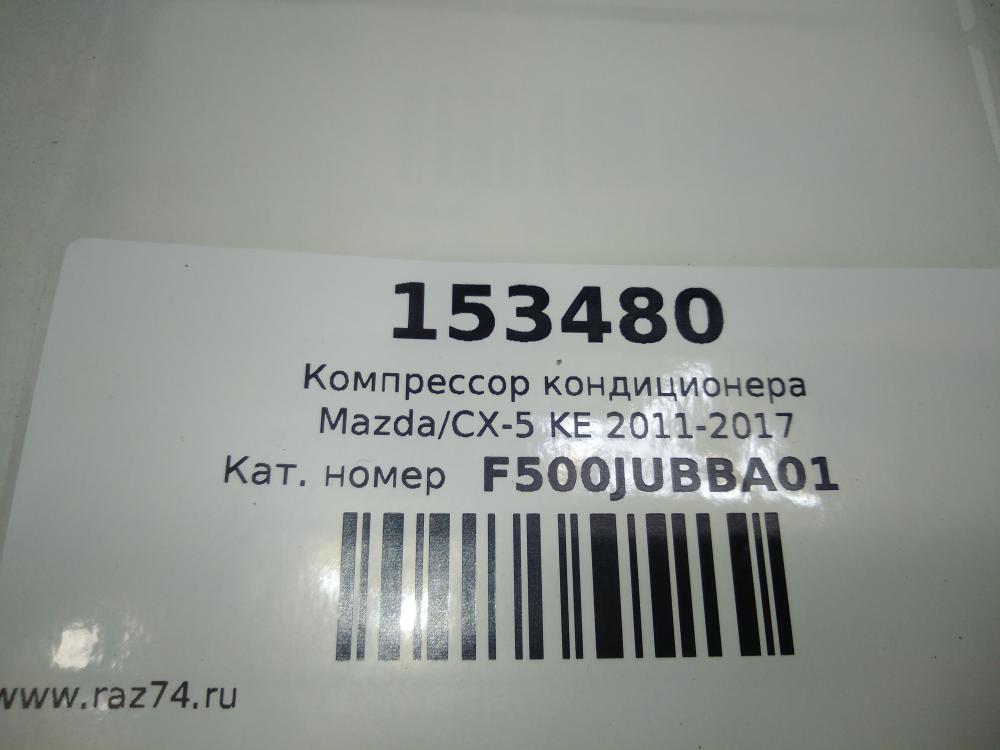 153480
Компрессор кондиционера
Mazda/CX-5 KE 2011-2017
Кат. номер F500JUBBA01
www.raz74.ru